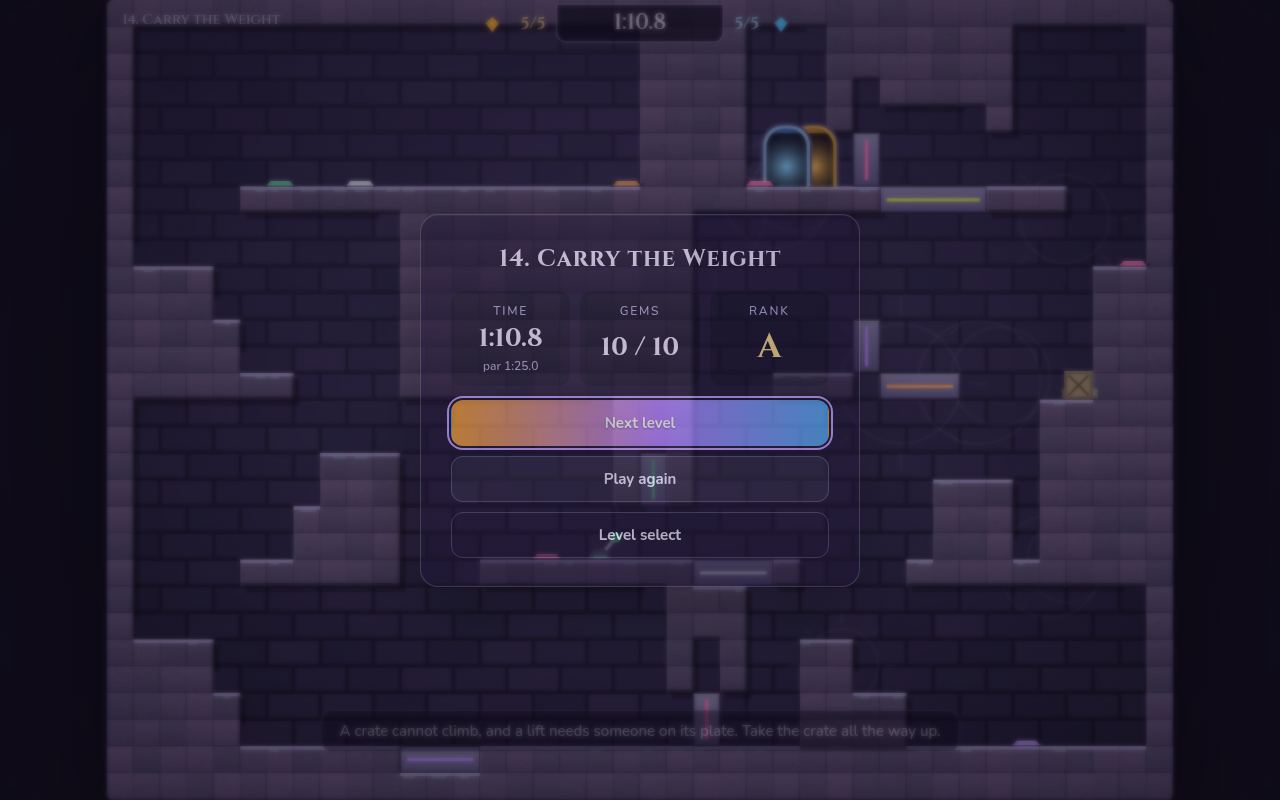 14. Carry the Weight
5/5
1:10.8
5/5
14. Carry the Weight
TIME
1:10.8
par 1:25.0
GEMS
10 / 10
RANK
A
Next level
Play again
Level select
A crate cannot climb, and a lift needs someone on its plate. Take the crate all the way up.